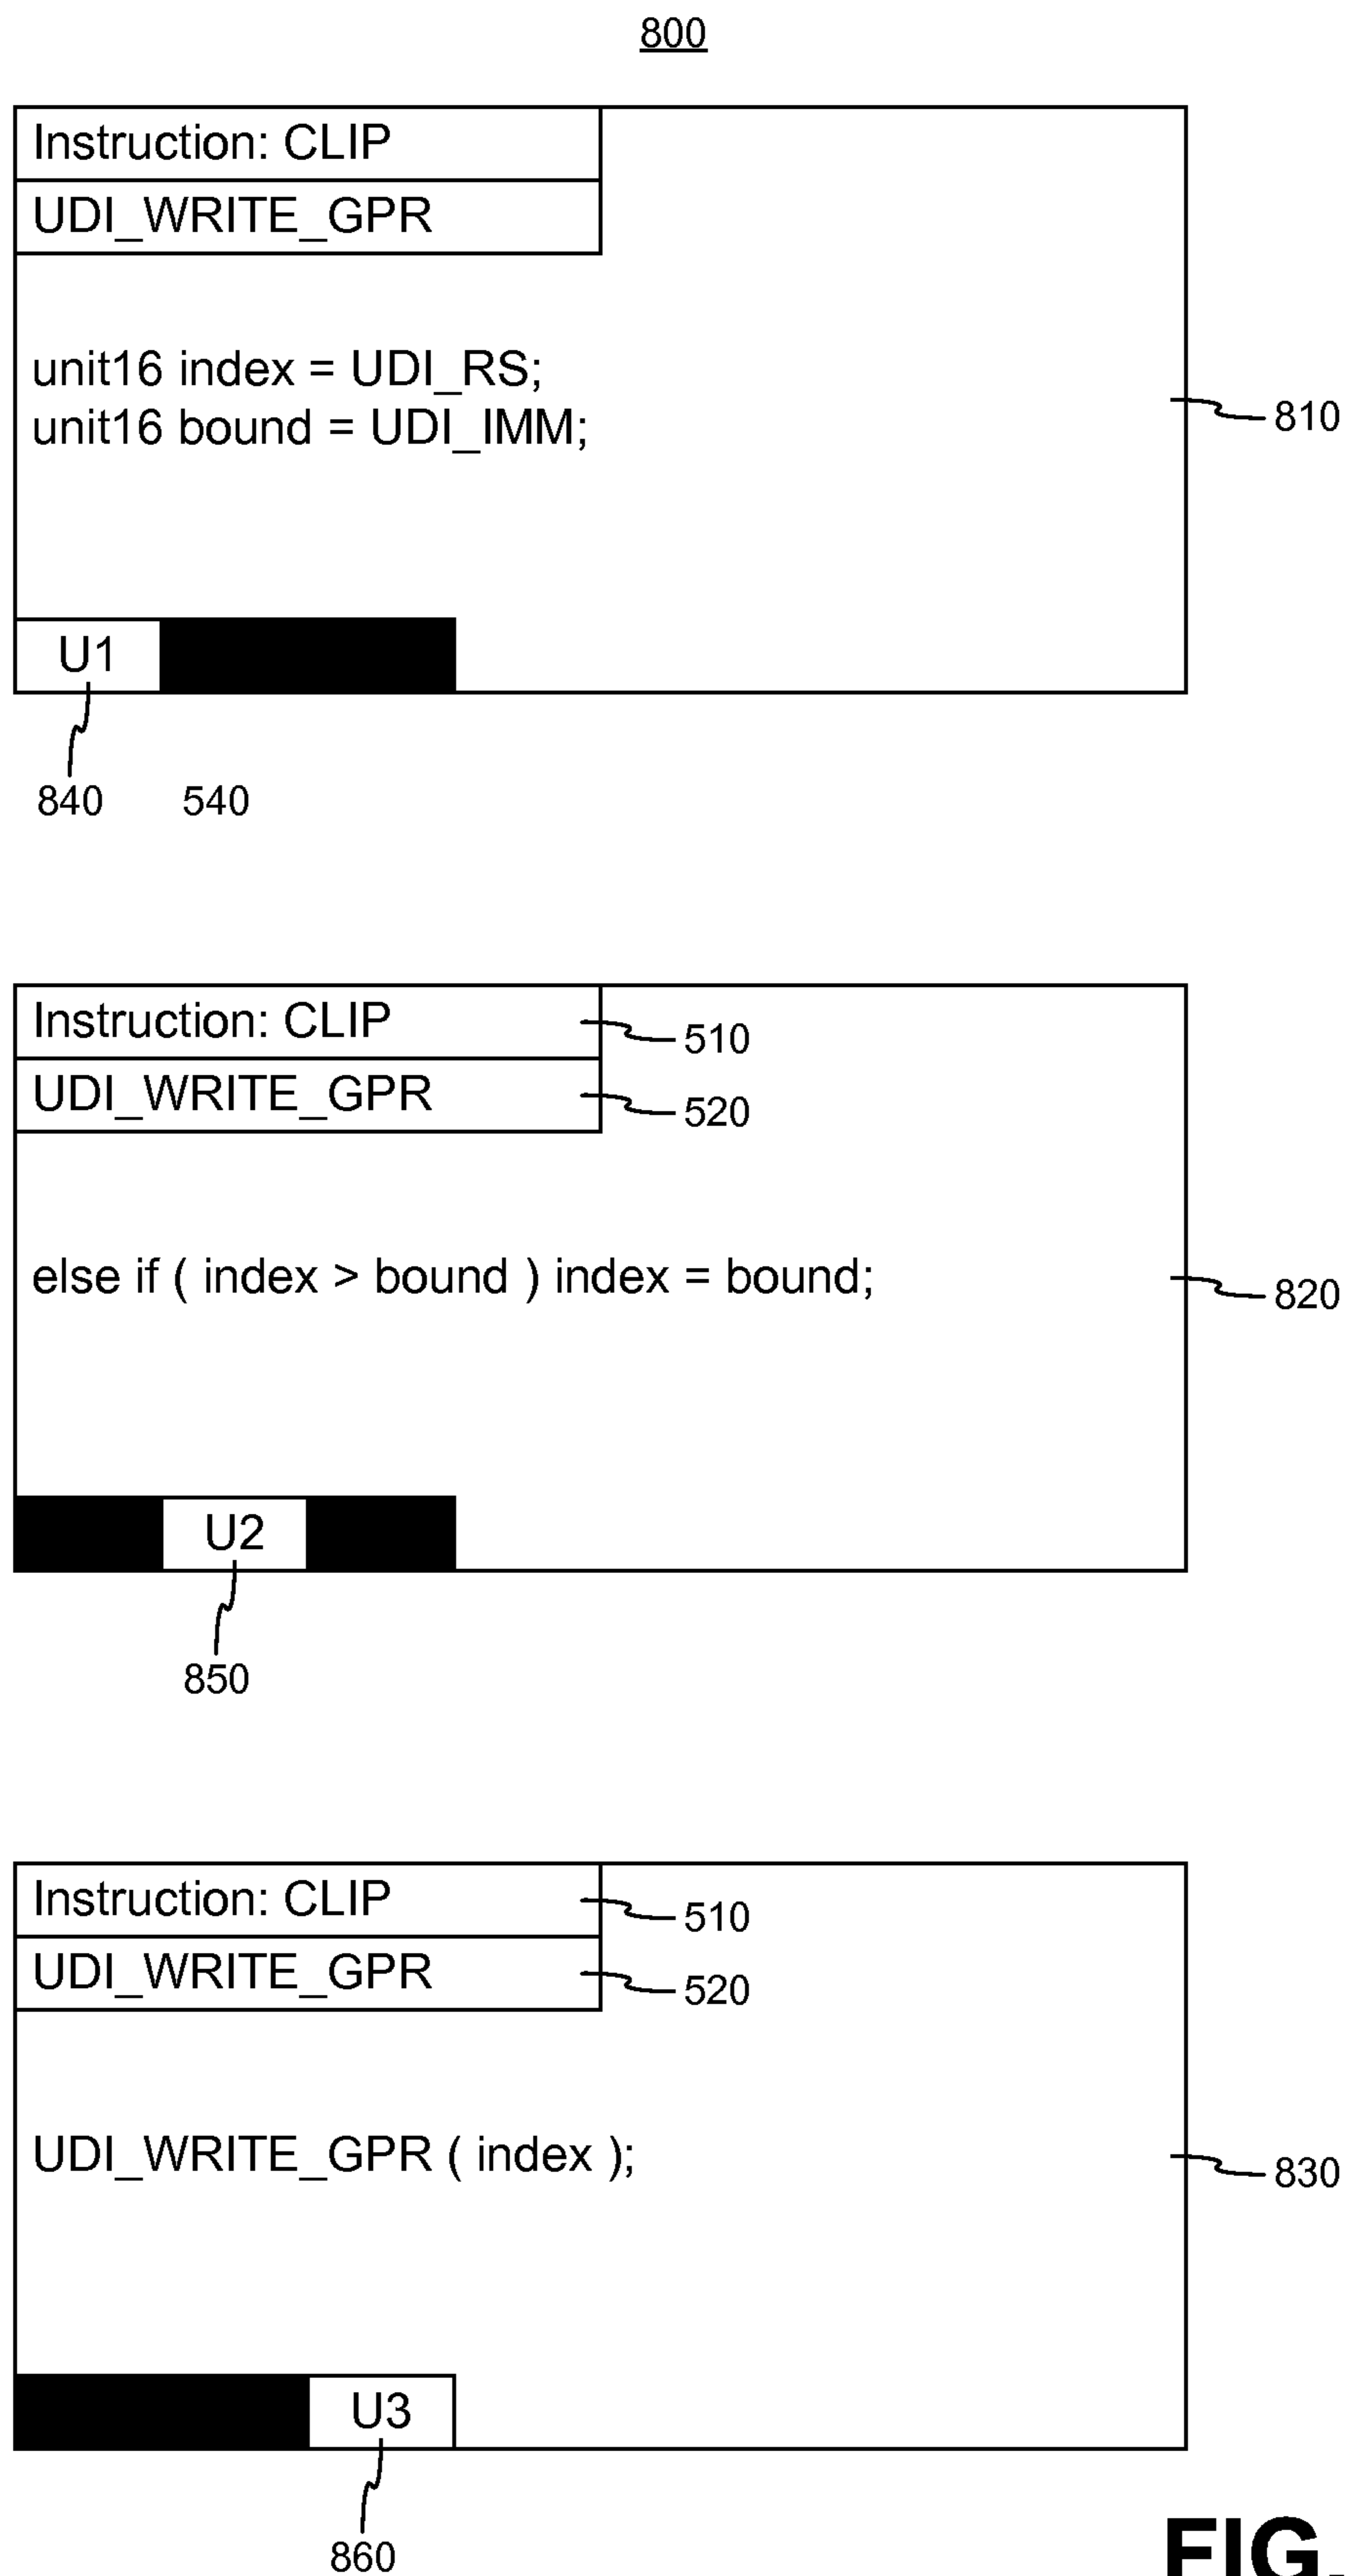 800
Instruction: CLIP
UDI_WRITE_GPR
unit16 index = UDI_RS;
unit16 bound = UDI_IMM;
810
U1
840 540
Instruction: CLIP
510
UDI_WRITE_GPR
520
else if ( index > bound ) index = bound;
820
U2
850
Instruction: CLIP
510
UDI_WRITE_GPR
520
UDI_WRITE_GPR ( index );
830
U3
860
FIG.